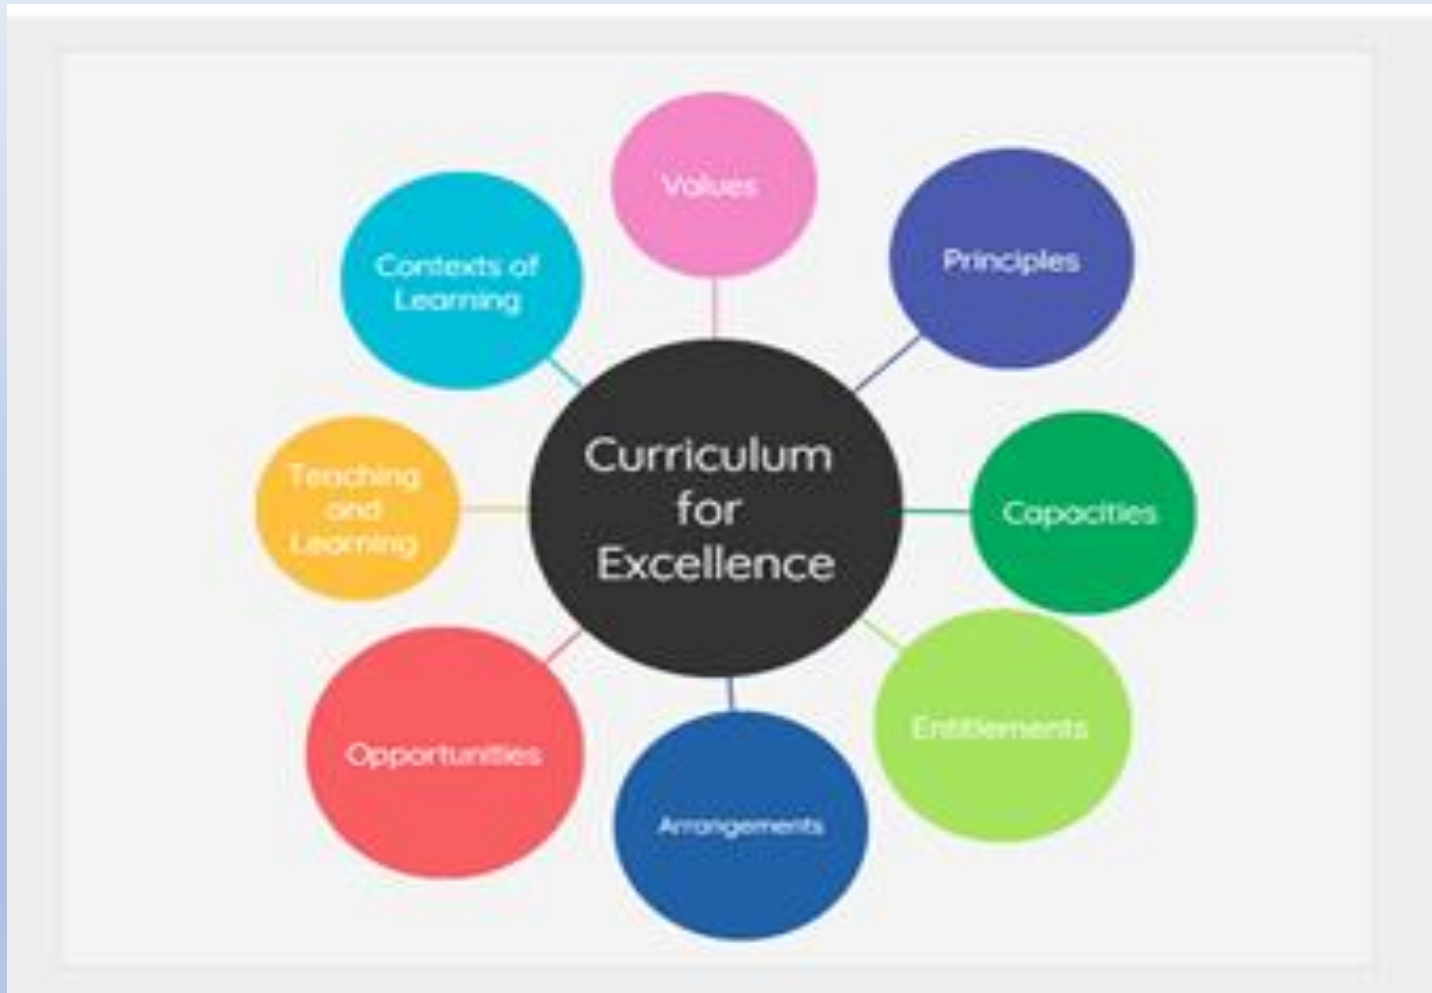 Values
Principles
Contexts of
Learning
Curriculum
for
Excellence
Capacities
Teaching
and
Learning
Entitlements
Opportunities
Arrangements